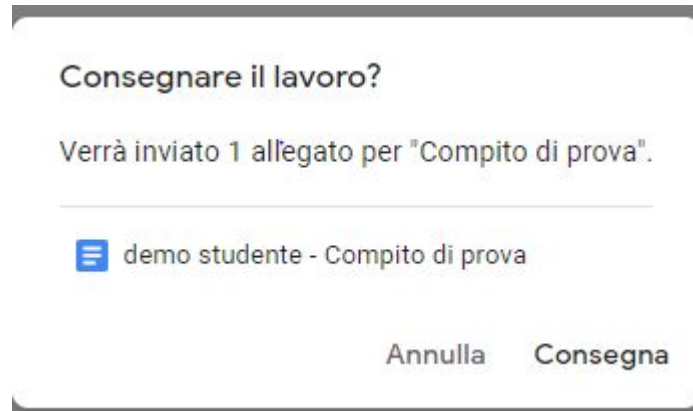 Consegnare il lavoro?
Verrà inviato 1 allegato per "Compito di prova".
demo studente - Compito di prova
Annulla Consegna